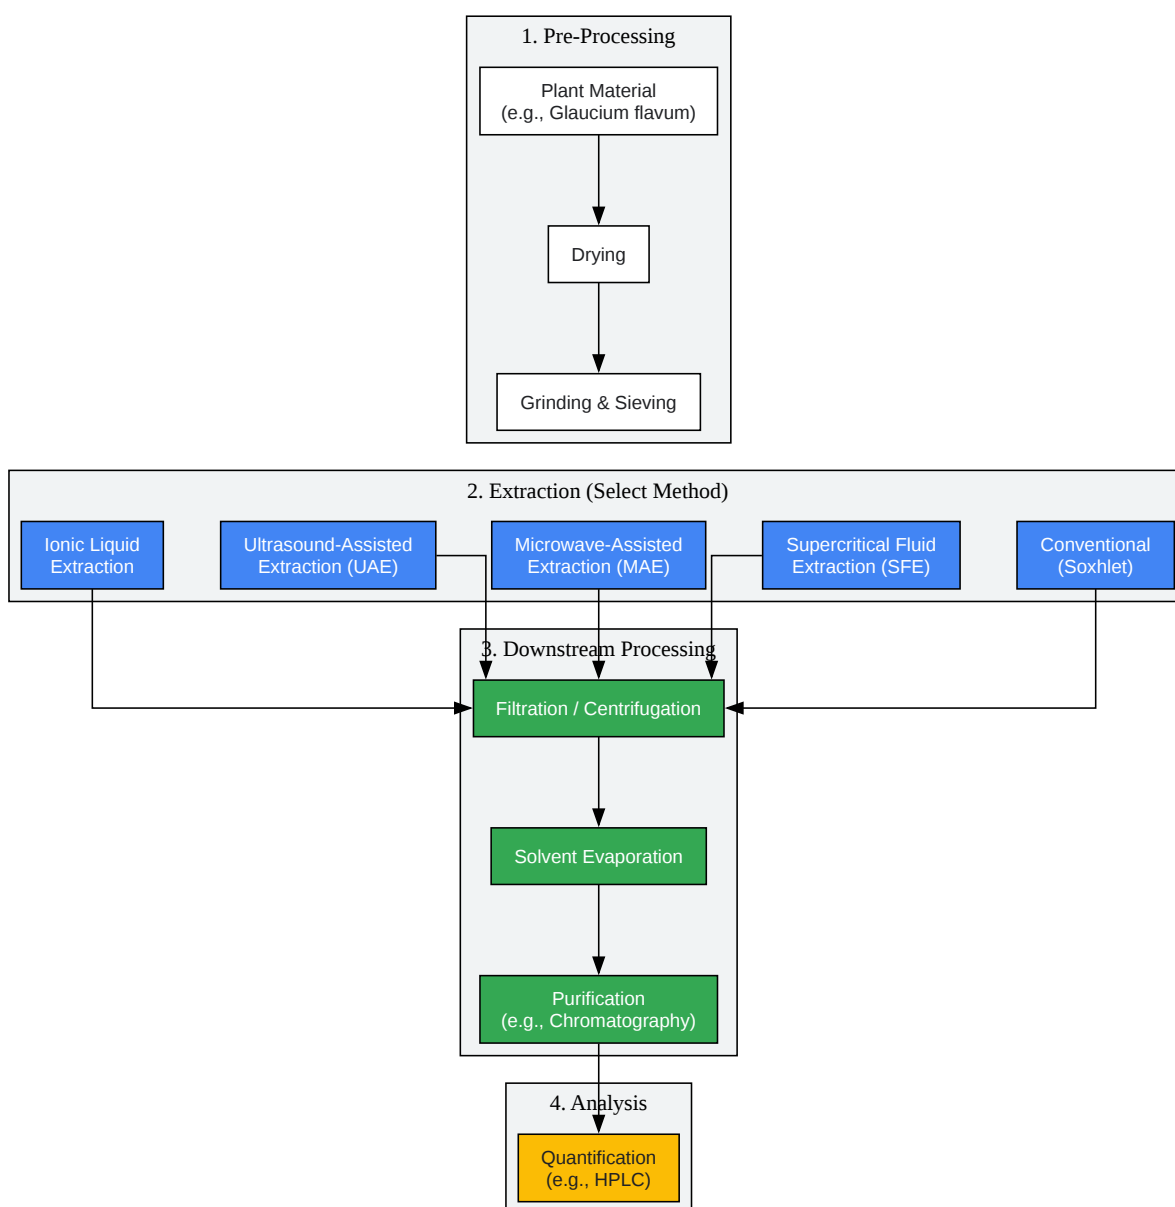 1. Pre-Processing
Plant Material
(e.g., Glaucium flavum)
Drying
Grinding & Sieving
2. Extraction (Select Method)
Ionic Liquid
Extraction
Ultrasound-Assisted
Extraction (UAE)
Microwave-Assisted
Extraction (MAE)
Supercritical Fluid
Extraction (SFE)
Conventional
(Soxhlet)
3. Downstream Processing
Filtration / Centrifugation
Solvent Evaporation
Purification
(e.g., Chromatography)
4. Analysis
Quantification
(e.g., HPLC)